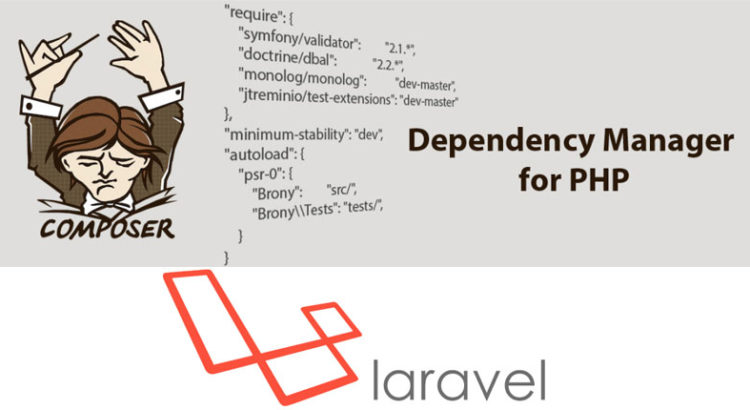 COMPOSER
"require": {
"symfony/validator": "2.1.*",
"doctrine/dbal": "2.2.*",
"monolog/monolog": "dev-master",
"jtreminio/test-extensions": "dev-master"
},
"minimum-stability": "dev",
"autoload": {
"psr-0": {
"Brony": "src/",
"Brony\\Tests": "tests/",
}
}
Dependency Manager
for PHP
laravel